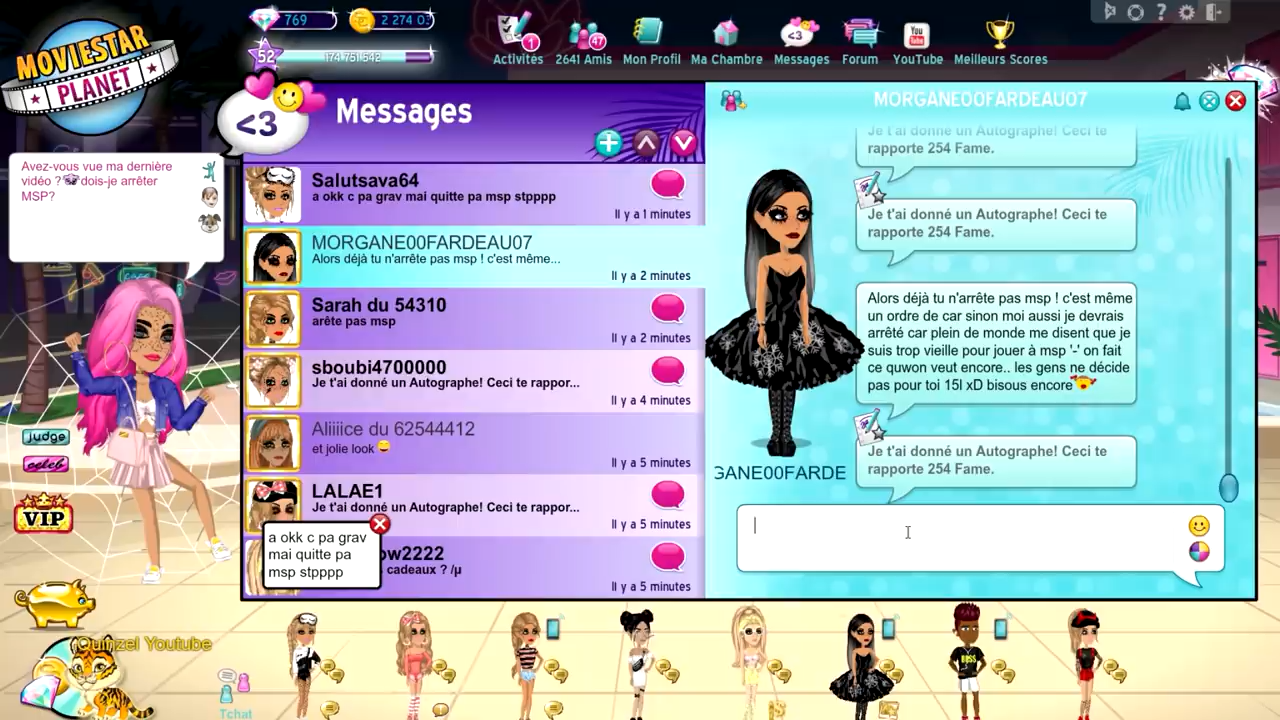 MOVIESTAR
PLANET
769
52
174 751 542
1
47
Activités
2641 Amis
Mon Profil
Ma Chambre
<3
Messages
Forum
You
Tube
YouTube
Meilleurs Scores
Avez-vous vue ma dernière
vidéo ? dois-je arrêter
MSP?
judge
celeb
VIP
Quinzel Youtube
Tchat
<3
Messages
Salutsava64
a okk c pa grav mai quitte pa msp stpppp
Il y a 1 minutes
MORGANE00FARDEAU07
Alors déjà tu n'arrête pas msp ! c'est même...
Il y a 2 minutes
Sarah du 54310
arête pas msp
Il y a 2 minutes
sboubi4700000
Je t'ai donné un Autographe! Ceci te rappor...
Il y a 4 minutes
Aliiiice du 62544412
et jolie look
Il y a 5 minutes
LALAE1
Je t'ai donné un Autographe! Ceci te rappor...
Il y a 5 minutes
ow2222
cadeaux ? /µ
Il y a 5 minutes
a okk c pa grav
mai quitte pa
msp stpppp
MORGANE00FARDEAU07
Je t'ai donné un Autographe! Ceci te
rapporte 254 Fame.
Je t'ai donné un Autographe! Ceci te
rapporte 254 Fame.
Alors déjà tu n'arrête pas msp ! c'est même
un ordre de car sinon moi aussi je devrais
arrêté car plein de monde me disent que je
suis trop vieille pour jouer à msp '-' on fait
ce quwon veut encore.. les gens ne décide
pas pour toi 15l xD bisous encore
Je t'ai donné un Autographe! Ceci te
rapporte 254 Fame.
GANE00FARDE
BOSS